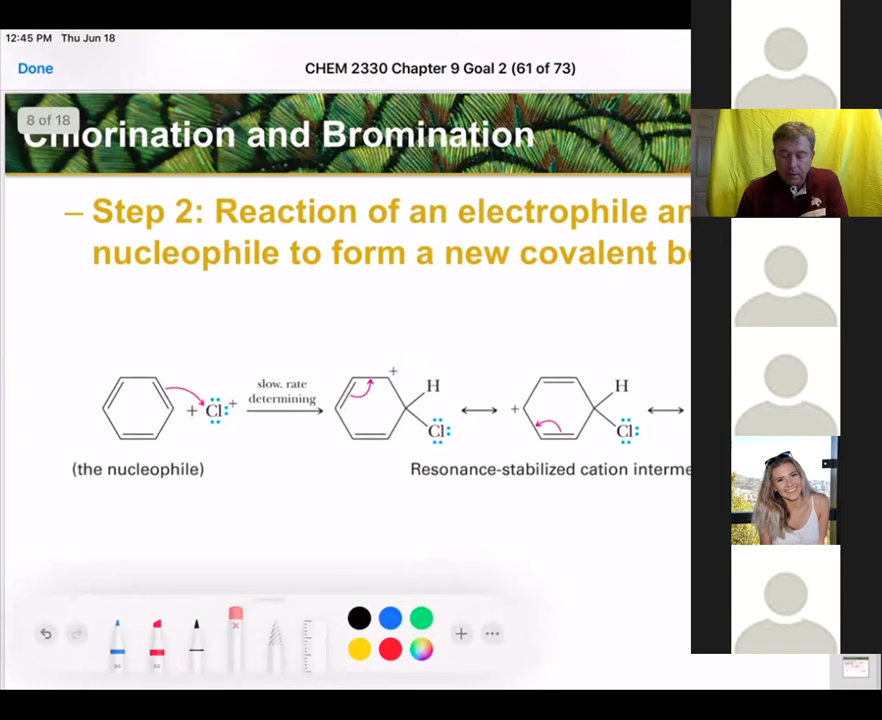 12:45 PM Thu Jun 18
Done
CHEM 2330 Chapter 9 Goal 2 (61 of 73)
8 of 18
Chlorination and Bromination
– Step 2: Reaction of an electrophile an
nucleophile to form a new covalent b
slow. rate
determining
+ Cl +
+
H
Cl
+
H
Cl
(the nucleophile)
Resonance-stabilized cation interme